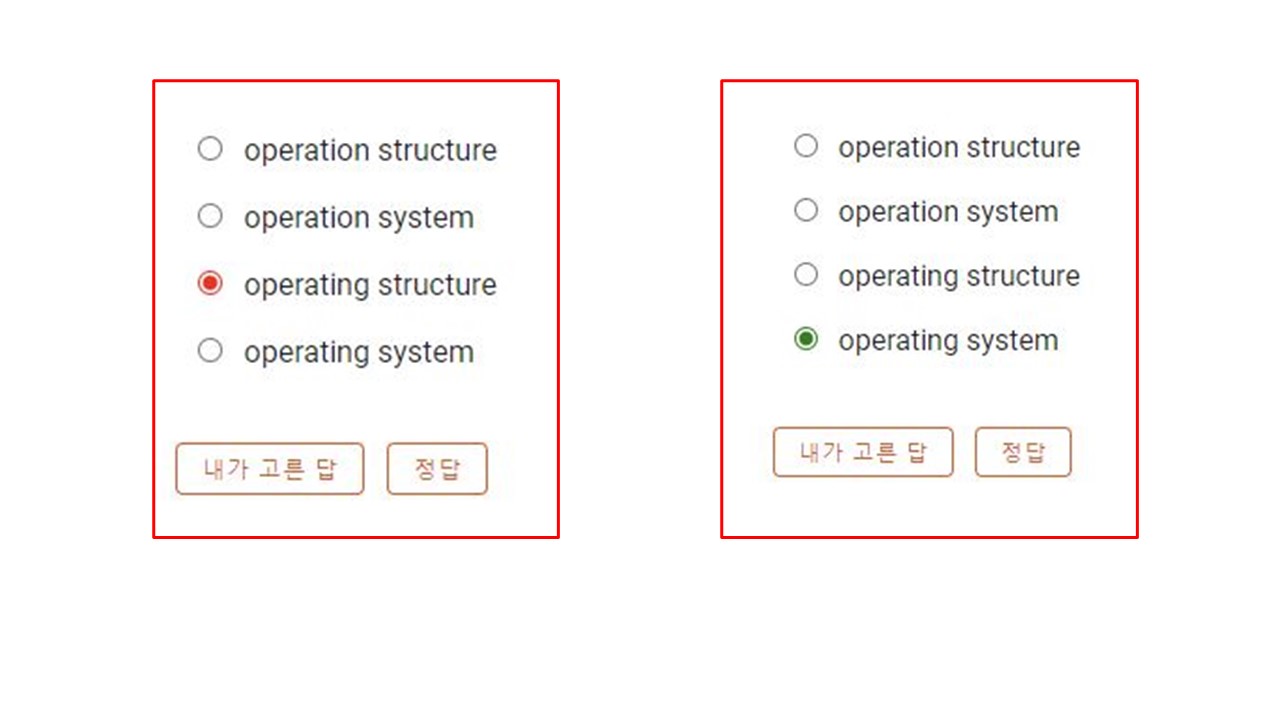 operation structure
operation system
operating structure
operating system
내가 고른 답
정답
operation structure
operation system
operating structure
operating system
내가 고른 답
정답